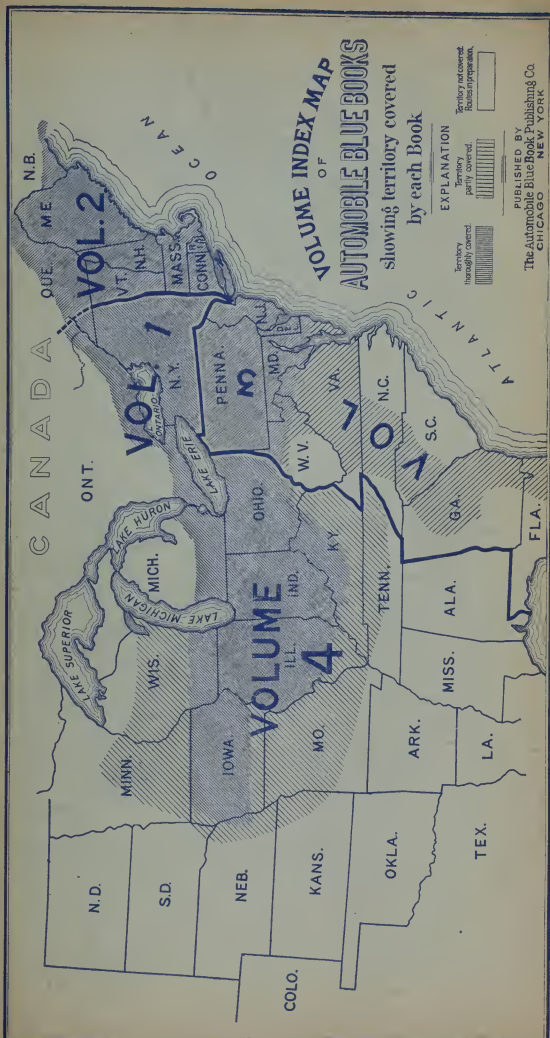 VOLUME INDEX MAP
OF
AUTOMOBILE BLUE BOOKS
showing territory covered
by each Book
EXPLANATION
Territory
thoroughly covered.
Territory
partly covered.
Territory not covered.
Routes in preparation.
PUBLISHED BY
The Automobile Blue Book Publishing Co.
CHICAGO NEW YORK
CANADA
ONT.
QUE.
N.B.
ME.
VOL. 2
VT.
N.H.
MASS.
CONN.
R.I.
VOL. 1
ONTARIO
N.Y.
LAKE SUPERIOR
LAKE HURON
LAKE MICHIGAN
LAKE ERIE
MICH.
WIS.
MINN.
N.D.
S.D.
NEB.
IOWA
VOLUME
4
ILL.
IND.
OHIO.
PENNA.
3
N.J.
MD.
DE
W.V.
VA.
VOL
KY.
MO.
KANS.
COLO.
OKLA.
ARK.
TENN.
N.C.
S.C.
GA.
ALA.
MISS.
LA.
TEX.
FLA.
ATLANTIC
OCEAN